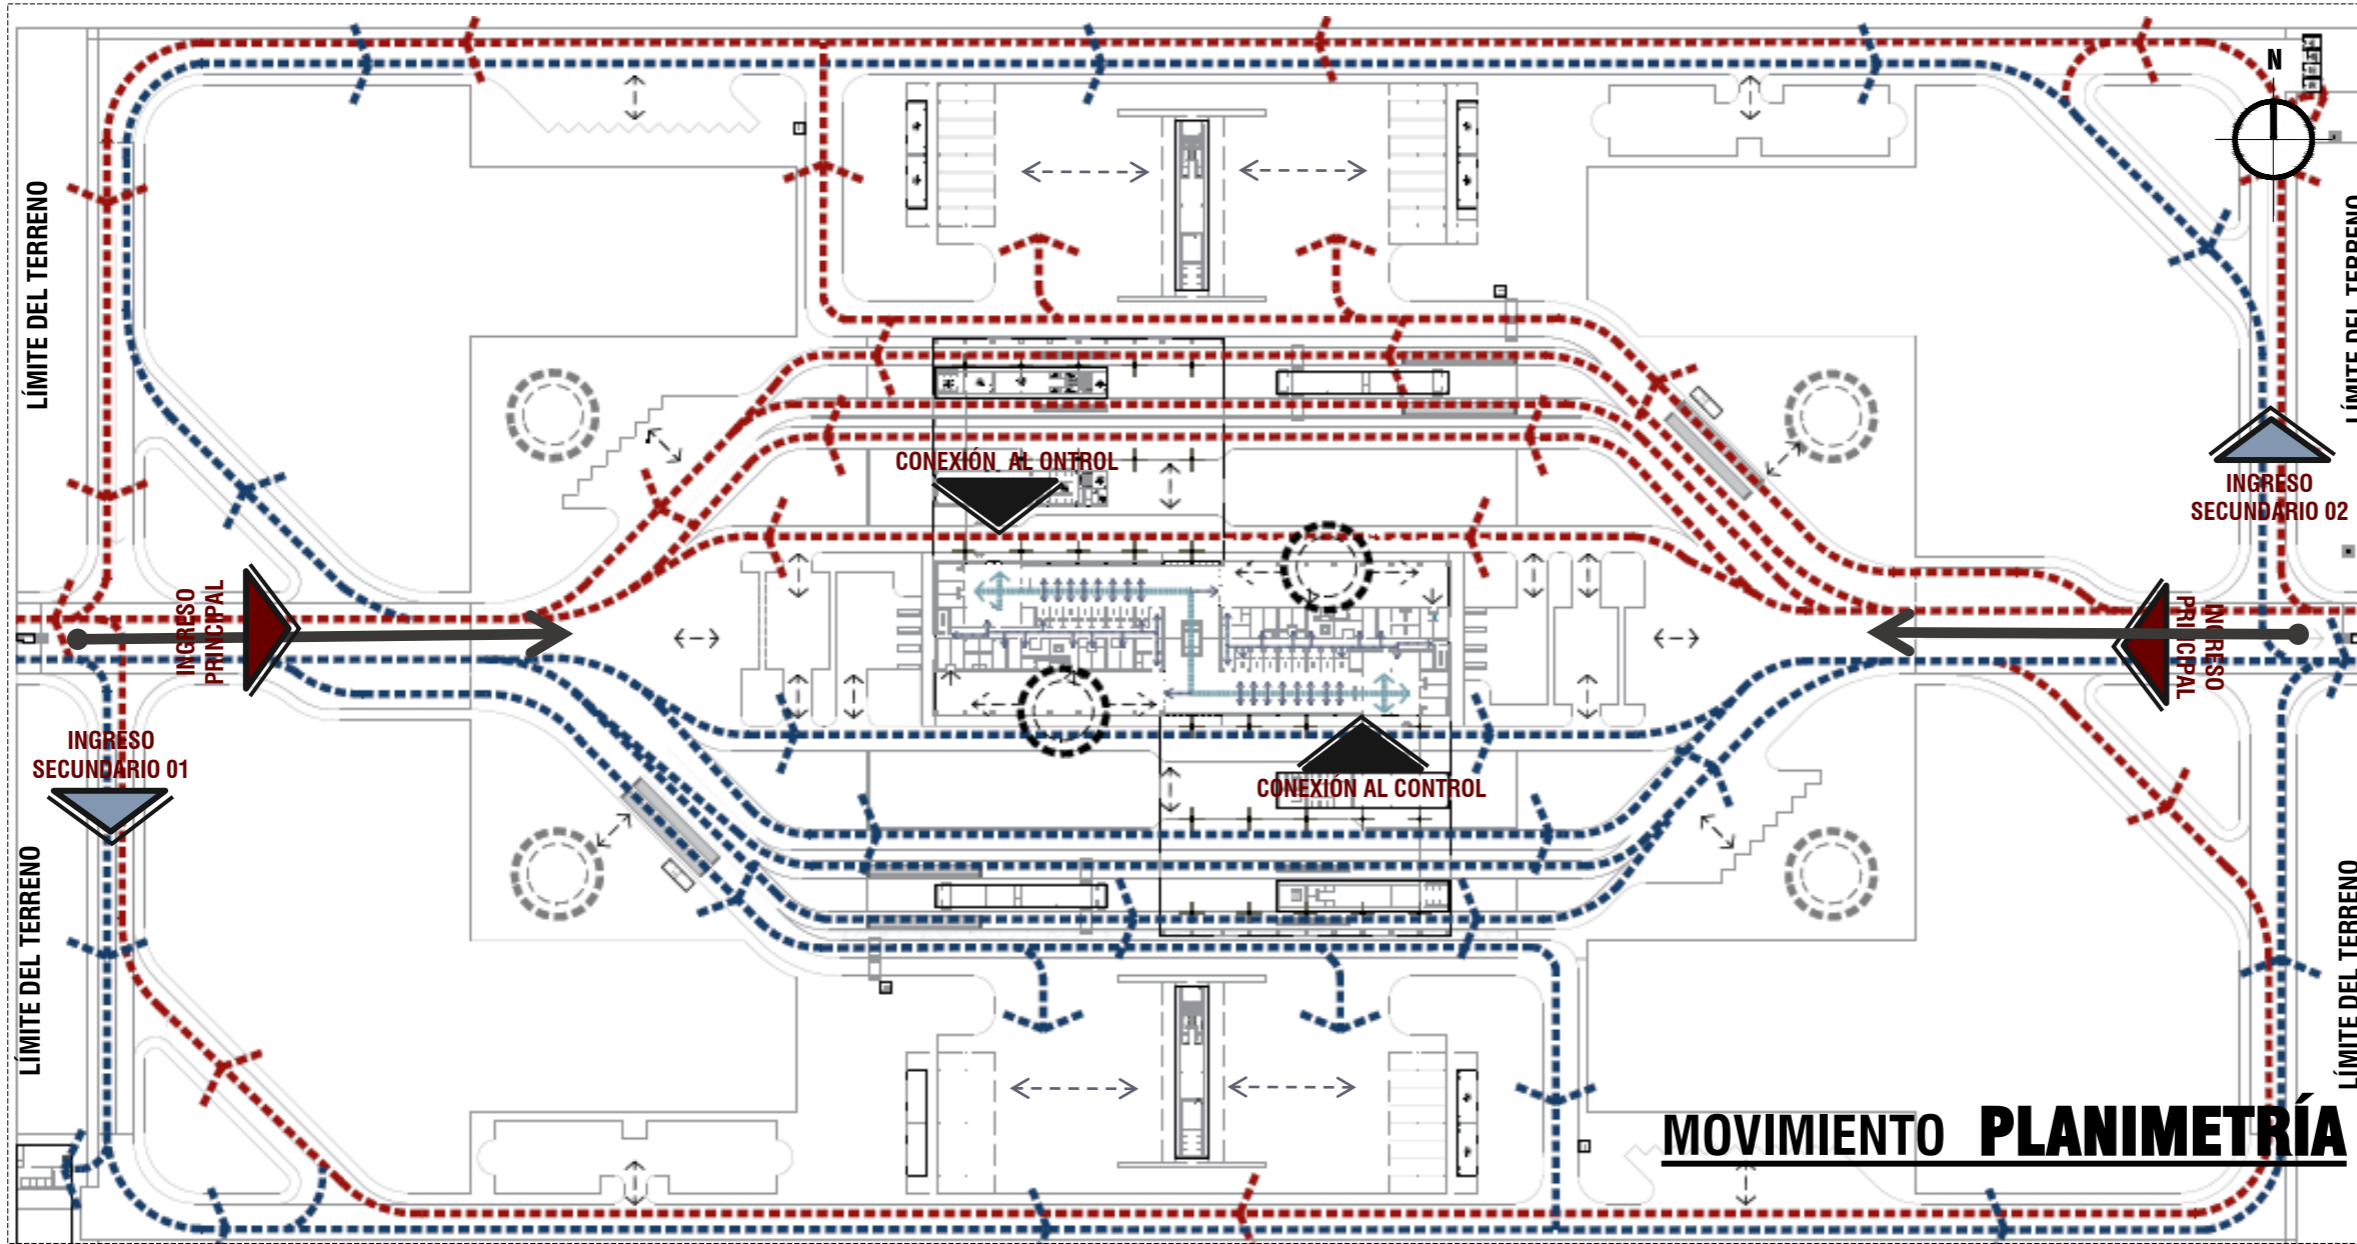 N
LÍMITE DEL TERRENO
LÍMITE DEL TERRENO
CONEXIÓN AL ONTROL
INGRESO
SECUNDARIO 02
INGRESO
PRINCIPAL
INGRESO
PRINCIPAL
INGRESO
SECUNDARIO 01
CONEXIÓN AL CONTROL
LÍMITE DEL TERRENO
LÍMITE DEL TERRENO
MOVIMIENTO PLANIMETRÍA